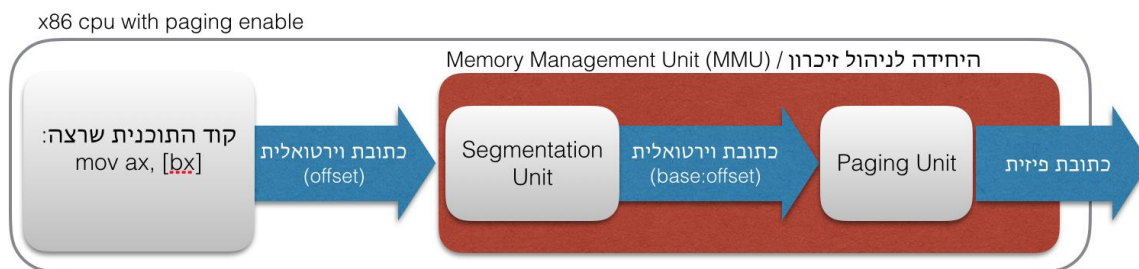 x86 cpu with paging enable
Memory Management Unit (MMU) / היחידה לניהול זיכרון
קוד התוכנית שרצה:
mov ax, [bx]
כתובת וירטואלית
(offset)
Segmentation
Unit
כתובת וירטואלית
(base:offset)
Paging Unit
כתובת פיזית